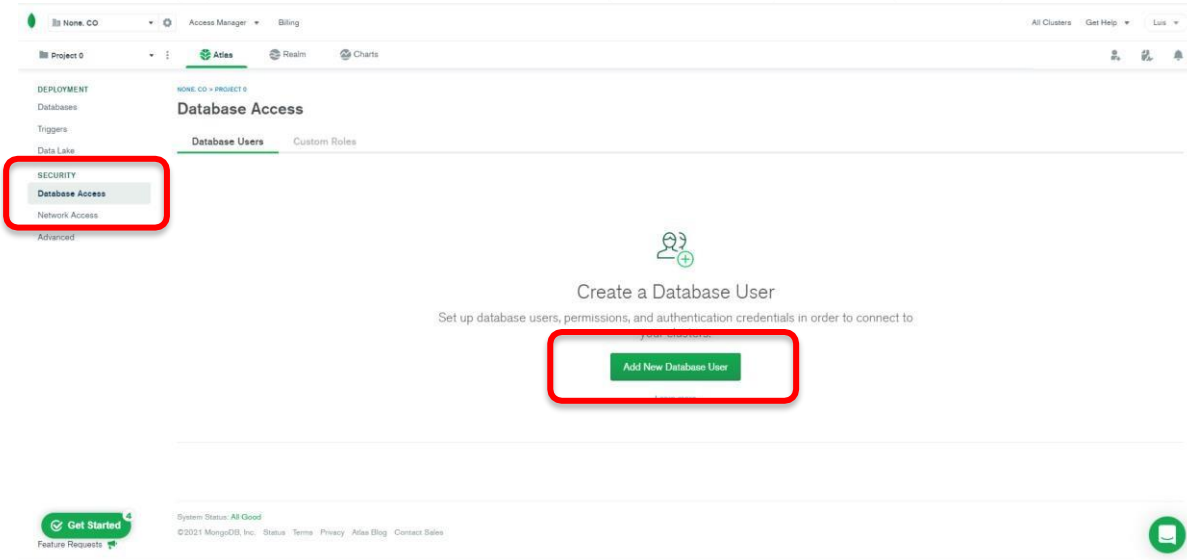 None. CO
Access Manager
Billing
All Clusters
Get Help
Luis
Project 0
Atlas
Realm
Charts
DEPLOYMENT
Databases
Triggers
Data Lake
SECURITY
Database Access
Network Access
Advanced
NONE. CO > PROJECT 0
Database Access
Database Users
Custom Roles
Create a Database User
Set up database users, permissions, and authentication credentials in order to connect to
your clusters.
Add New Database User
Get Started
4
Feature Requests
System Status: All Good
©2021 MongoDB, Inc. Status Terms Privacy Atlas Blog Contact Sales